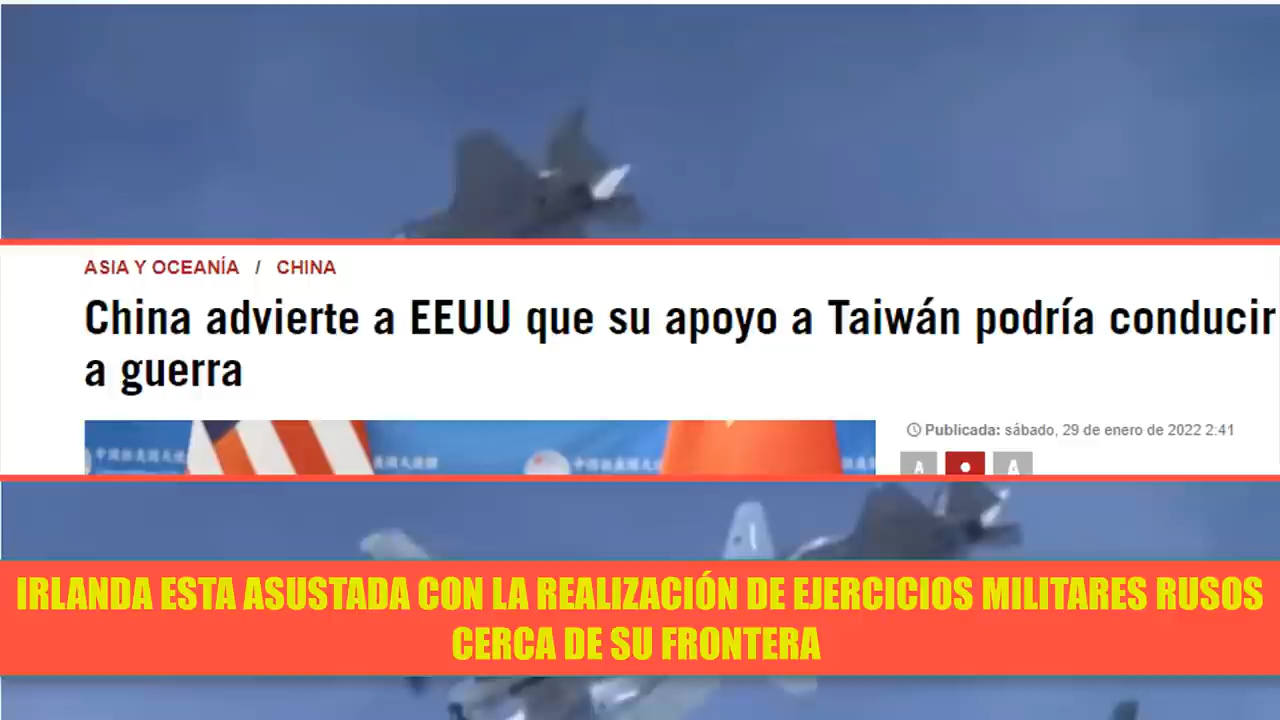 ASIA Y OCEANÍA / CHINA
China advierte a EEUU que su apoyo a Taiwán podría conducir
a guerra
Publicada: sábado, 29 de enero de 2022 2:41
A A
IRLANDA ESTA ASUSTADA CON LA REALIZACIÓN DE EJERCICIOS MILITARES RUSOS
CERCA DE SU FRONTERA